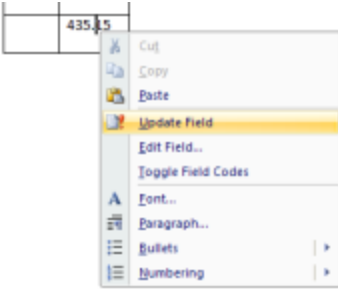 435.15
Cut
Copy
Paste
Update Field
Edit Field...
Toggle Field Codes
A Font...
Paragraph...
Bullets
Numbering